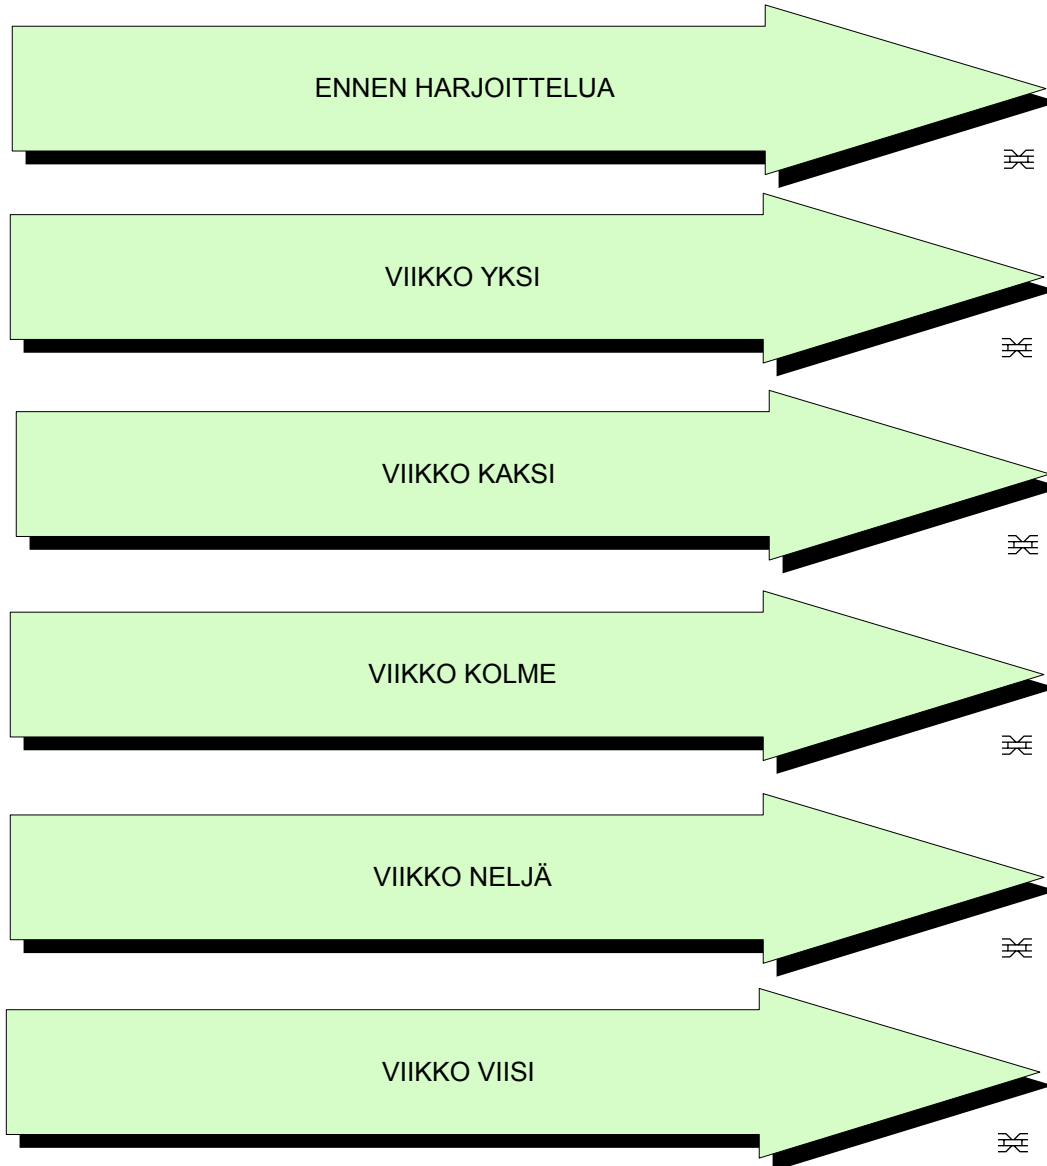 ENNEN HARJOITTELUA
VIIKKO YKSI
VIIKKO KAKSI
VIIKKO KOLME
VIIKKO NELJÄ
VIIKKO VIISI